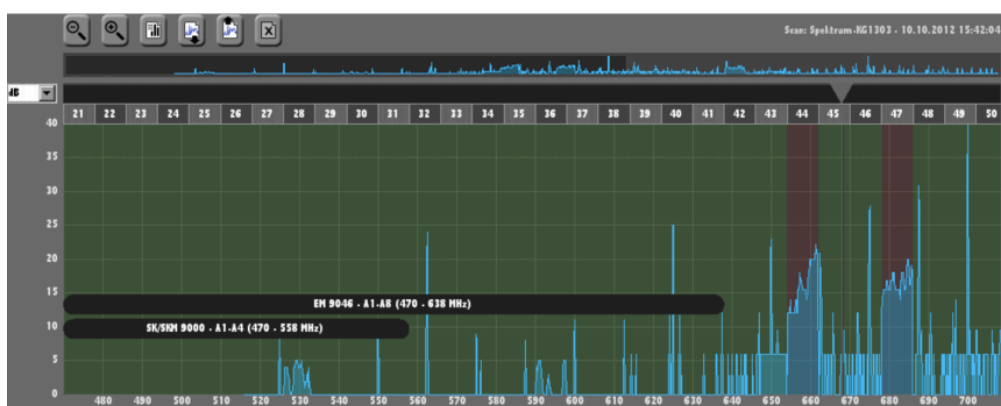 Scan: Spektrum-KG1303 - 10.10.2012 15:42:04
dB
21 22 23 24 25 26 27 28 29 30 31 32 33 34 35 36 37 38 39 40 41 42 43 44 45 46 47 48 49 50
40
35
30
25
20
15
EM 9046 - A1-A8 (470 - 638 MHz)
10
SK/SKM 9000 - A1-A4 (470 - 558 MHz)
5
0
480 490 500 510 520 530 540 550 560 570 580 590 600 610 620 630 640 650 660 670 680 690 700